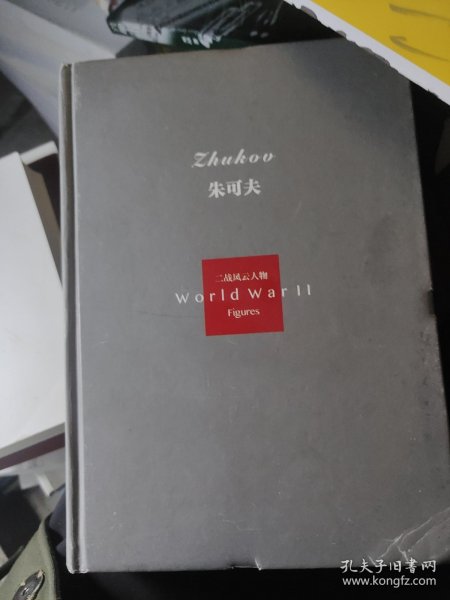 Zhukov
朱可夫
二战风云人物
World War II
Figures
孔夫子旧书网
www.kongfz.com